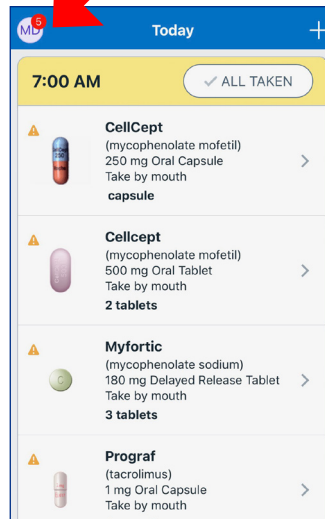 5
MD
Today
7:00 AM
✓ ALL TAKEN
CellCept
(mycophenolate mofetil)
250 mg Oral Capsule
Take by mouth
capsule
Cellcept
(mycophenolate mofetil)
500 mg Oral Tablet
Take by mouth
2 tablets
Myfortic
(mycophenolate sodium)
180 mg Delayed Release Tablet
Take by mouth
3 tablets
Prograf
(tacrolimus)
1 mg Oral Capsule
Take by mouth